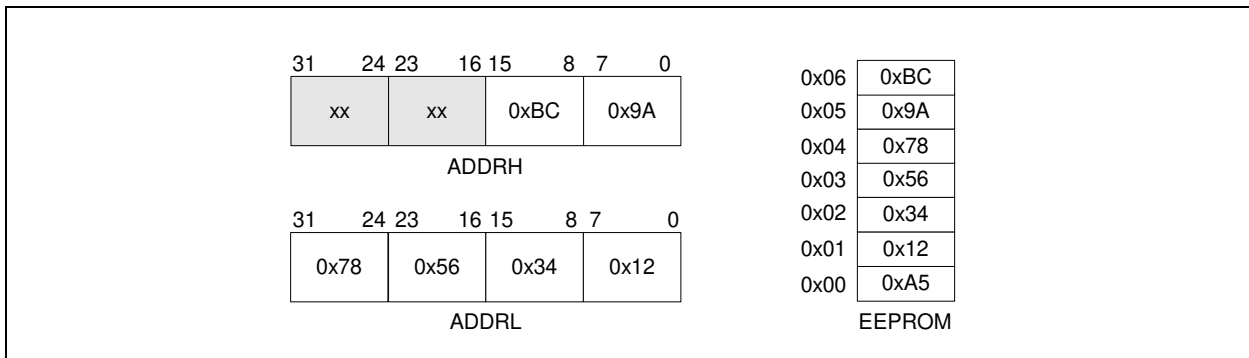 31 24 23 16 15 8 7 0
xx xx 0xBC 0x9A
ADDRH
31 24 23 16 15 8 7 0
0x78 0x56 0x34 0x12
ADDRL
0x06 0xBC
0x05 0x9A
0x04 0x78
0x03 0x56
0x02 0x34
0x01 0x12
0x00 0xA5
EEPROM